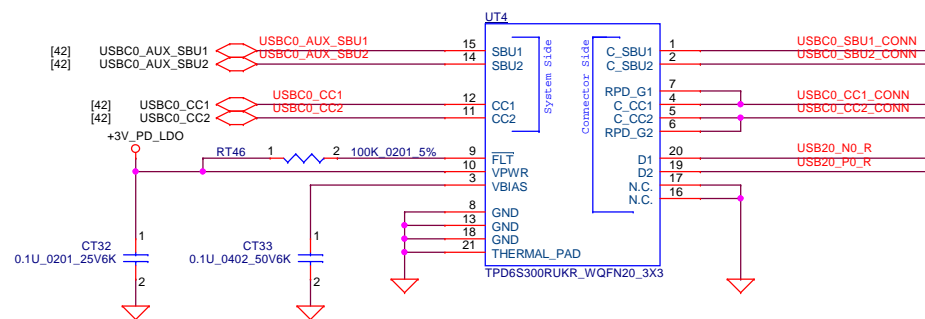 UT4
[42] USBC0_AUX_SBU1 USBC0_AUX_SBU1 15 SBU1 C_SBU1 1 USBC0_SBU1_CONN
[42] USBC0_AUX_SBU2 USBC0_AUX_SBU2 14 SBU2 C_SBU2 2 USBC0_SBU2_CONN
System Side
Connector Side
RPD_G1 7
[42] USBC0_CC1 USBC0_CC1 12 CC1 C_CC1 4 USBC0_CC1_CONN
[42] USBC0_CC2 USBC0_CC2 11 CC2 C_CC2 5 USBC0_CC2_CONN
RPD_G2 6
+3V_PD_LDO
RT46 1 2 100K_0201_5% 9 FLT D1 20 USB20_N0_R
10 VPWR D2 19 USB20_P0_R
3 VBIAS N.C. 17
N.C. 16
8 GND
13 GND
18 GND
21 THERMAL_PAD
CT32 1
0.1U_0201_25V6K
2
CT33 1
0.1U_0402_50V6K
2
TPD6S300RUKR_WQFN20_3X3